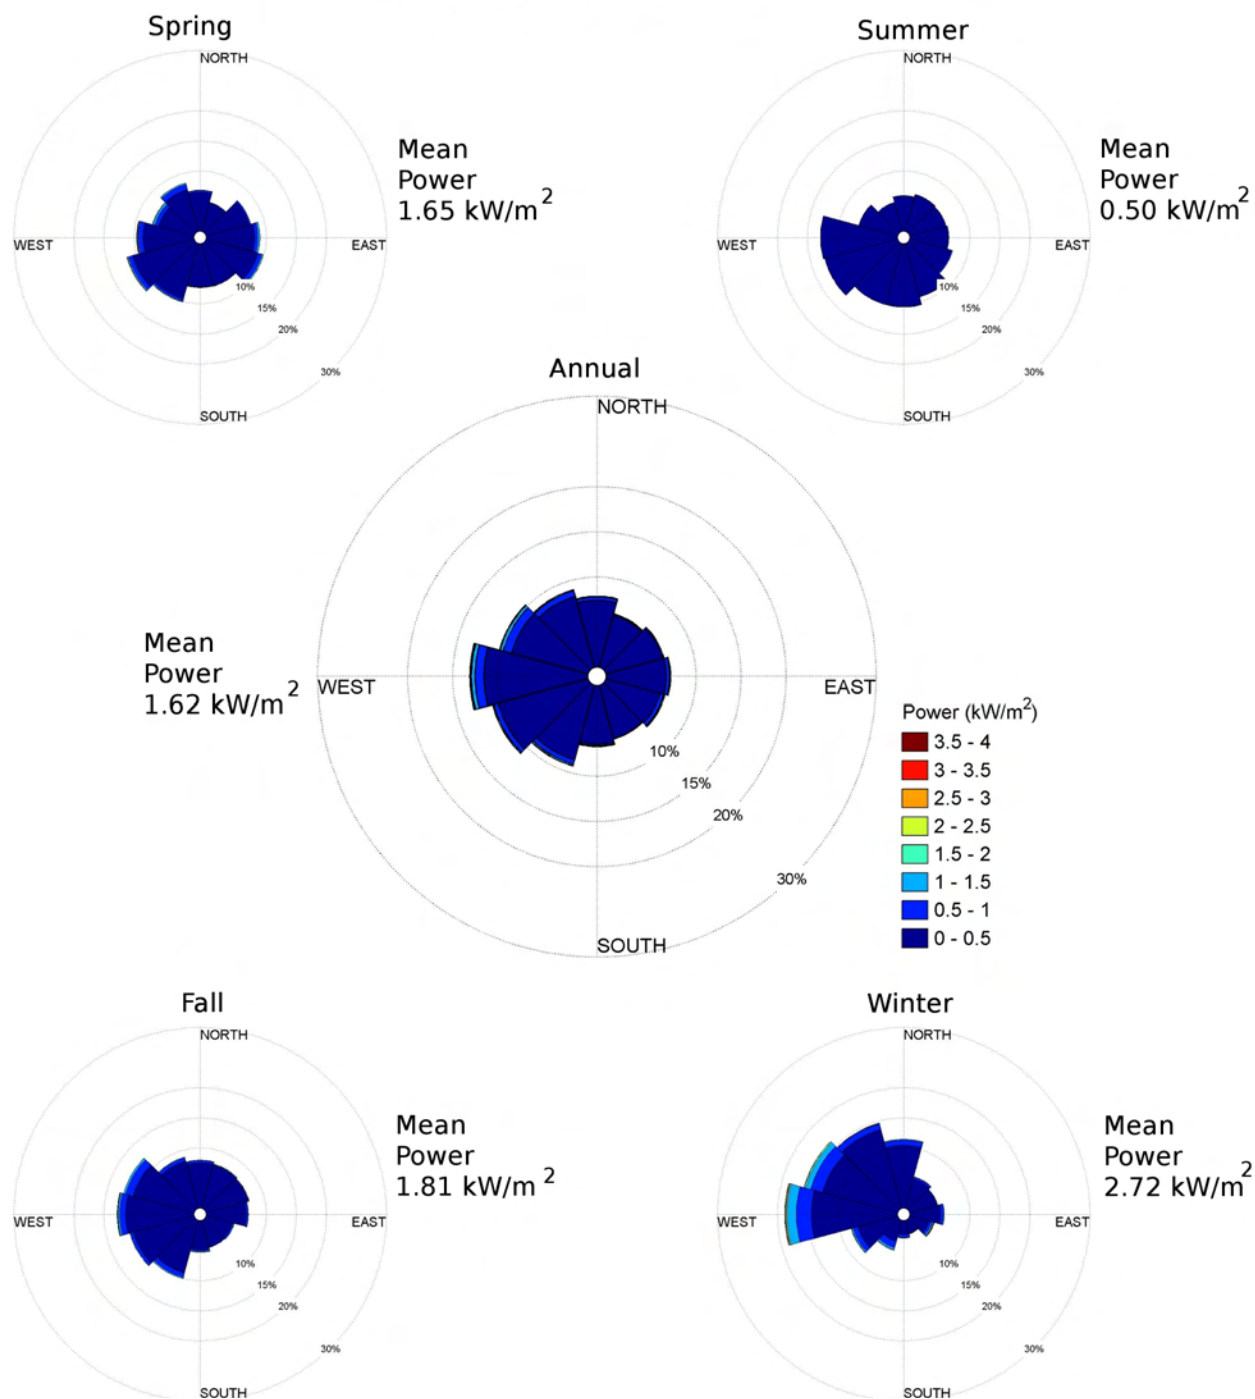 Spring
NORTH
WEST
EAST
SOUTH
10%
15%
20%
30%
Mean
Power
1.65 kW/m²
Summer
NORTH
EAST
SOUTH
WEST
10%
15%
20%
30%
Mean
Power
0.50 kW/m²
Annual
NORTH
WEST
EAST
SOUTH
10%
15%
20%
30%
Mean
Power
1.62 kW/m²
Power (kW/m²)
3.5 - 4
3 - 3.5
2.5 - 3
2 - 2.5
1.5 - 2
1 - 1.5
0.5 - 1
0 - 0.5
Fall
NORTH
WEST
EAST
SOUTH
10%
15%
20%
30%
Mean
Power
1.81 kW/m²
Winter
NORTH
WEST
EAST
SOUTH
10%
15%
20%
30%
Mean
Power
2.72 kW/m²